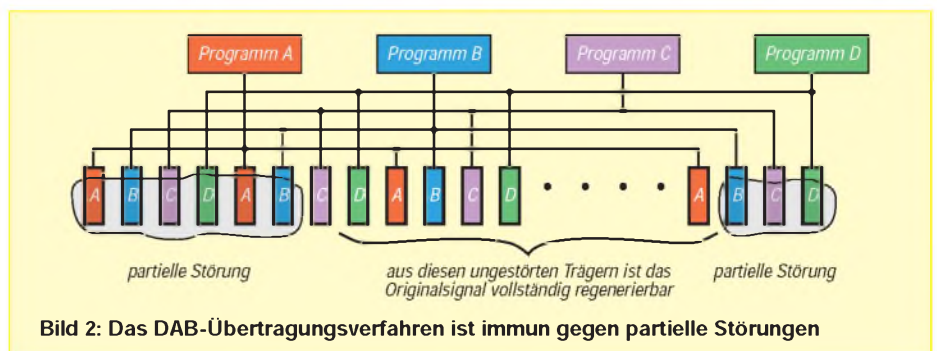 Programm A Programm B Programm C Programm D
A B C D A B C D A B C D A B C D
partielle Störung
aus diesen ungestörten Trägern ist das
Originalsignal vollständig regenerierbar
partielle Störung
Bild 2: Das DAB-Übertragungsverfahren ist immun gegen partielle Störungen